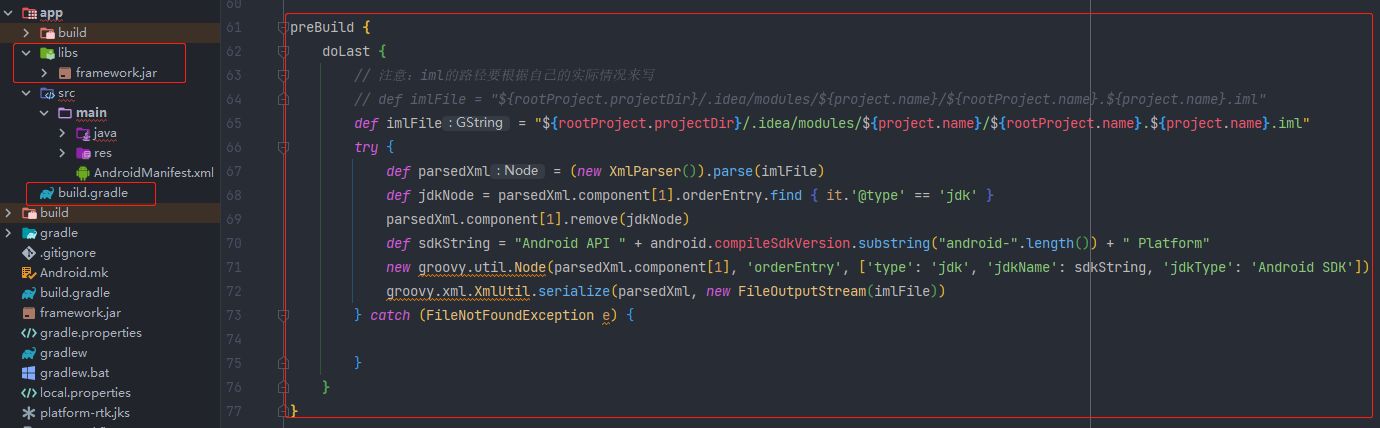 app
build
libs
framework.jar
src
main
java
res
AndroidManifest.xml
build.gradle
build
gradle
.gitignore
Android.mk
build.gradle
framework.jar
gradle.properties
gradlew
gradlew.bat
local.properties
platform-rtk.jks
60
61 preBuild {
62 doLast {
63 // 注意：iml的路径要根据自己的实际情况来写
64 // def imlFile = "${rootProject.projectDir}/.idea/modules/${project.name}/${rootProject.name}.${project.name}.iml"
65 def imlFile : GString = "${rootProject.projectDir}/.idea/modules/${project.name}/${rootProject.name}.${project.name}.iml"
66 try {
67 def parsedXml : Node = (new XmlParser()).parse(imlFile)
68 def jdkNode = parsedXml.component[1].orderEntry.find { it.'@type' == 'jdk' }
69 parsedXml.component[1].remove(jdkNode)
70 def sdkString = "Android API " + android.compileSdkVersion.substring("android-".length()) + " Platform"
71 new groovy.util.Node(parsedXml.component[1], 'orderEntry', ['type': 'jdk', 'jdkName': sdkString, 'jdkType': 'Android SDK'])
72 groovy.xml.XmlUtil.serialize(parsedXml, new FileOutputStream(imlFile))
73 } catch (FileNotFoundException e) {
74
75 }
76 }
77 }